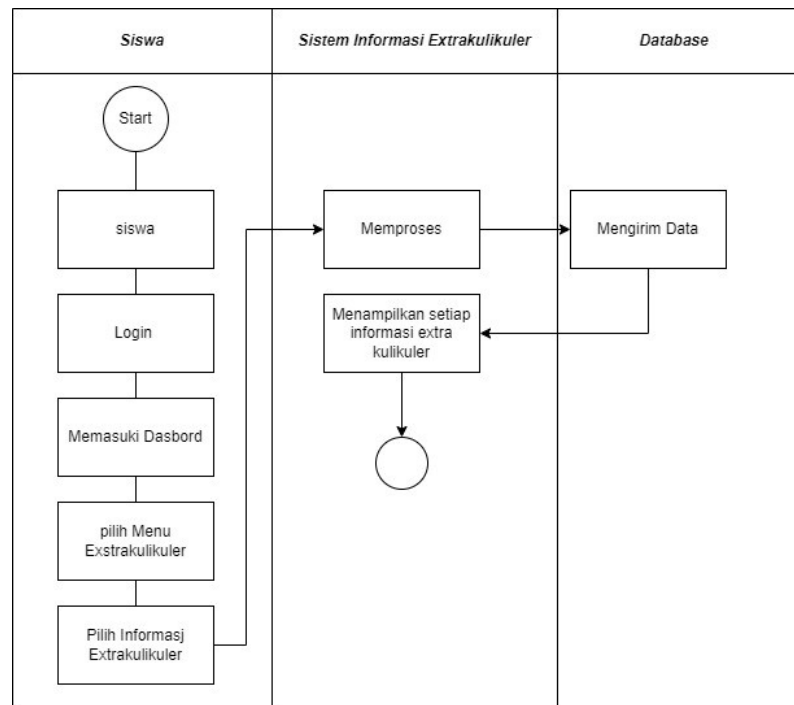 Siswa
Sistem Informasi Extrakulikuler
Database
Start
siswa
Memproses
Mengirim Data
Login
Menampilkan setiap
informasi extra
kulikuler
Memasuki Dasbord
pilih Menu
Exstrakulikuler
Pilih Informasj
Extrakulikuler